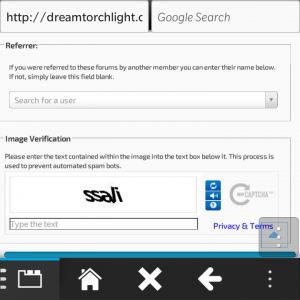 http://dreamtorchlight.c
Google Search
Referrer:
If you were referred to these forums by another member you can enter their name below.
If not, simply leave this field blank.
Search for a user
Image Verification
Please enter the text contained within the image into the text box below it. This process is
used to prevent automated spam bots.
CAPTCHA
Type the text
Privacy & Terms